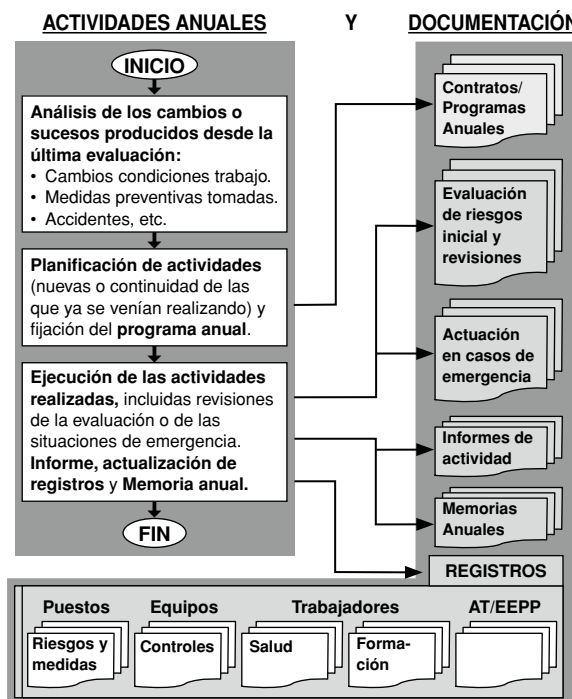 ACTIVIDADES ANUALES Y DOCUMENTACIÓN
INICIO
Análisis de los cambios o
sucesos producidos desde la
última evaluación:
• Cambios condiciones trabajo.
• Medidas preventivas tomadas.
• Accidentes, etc.
Planificación de actividades
(nuevas o continuidad de las
que ya se venían realizando) y
fijación del programa anual.
Ejecución de las actividades
realizadas, incluidas revisiones
de la evaluación o de las
situaciones de emergencia.
Informe, actualización de
registros y Memoria anual.
FIN
Contratos/
Programas
Anuales
Evaluación
de riesgos
inicial y
revisiones
Actuación
en casos de
emergencia
Informes de
actividad
Memorias
Anuales
REGISTROS
Puestos Equipos Trabajadores AT/EEPP
Riesgos y
medidas
Controles
Salud
Forma-
ción